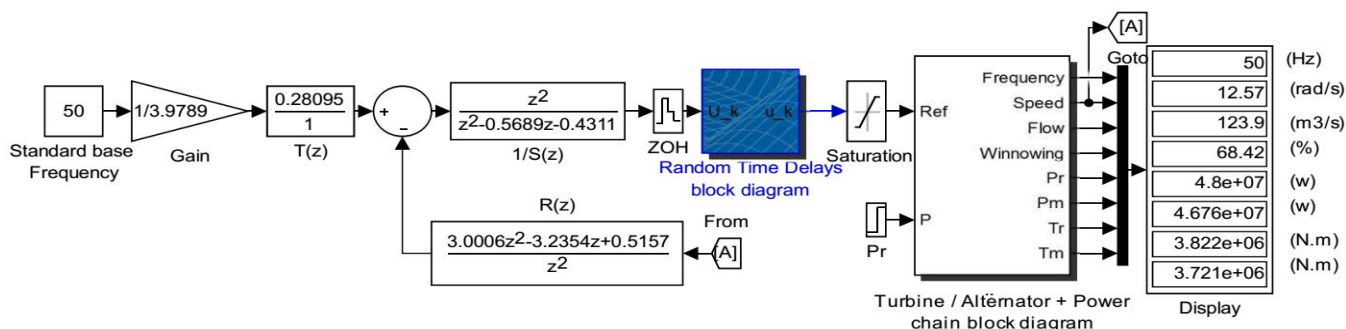 50
Standard base
Frequency
1/3.9789
Gain
0.28095
1
T(z)
+
−
z2
z2-0.5689z-0.4311
1/S(z)
ZOH
U_k
u_k
Random Time Delays
block diagram
Saturation
R(z)
3.0006z2-3.2354z+0.5157
z2
From
[A]
Pr
Ref
P
Frequency
Speed
Flow
Winnowing
Pr
Pm
Tr
Tm
Turbine / Alternator + Power
chain block diagram
[A]
Goto
50 (Hz)
12.57 (rad/s)
123.9 (m3/s)
68.42 (%)
4.8e+07 (w)
4.676e+07 (w)
3.822e+06 (N.m)
3.721e+06 (N.m)
Display